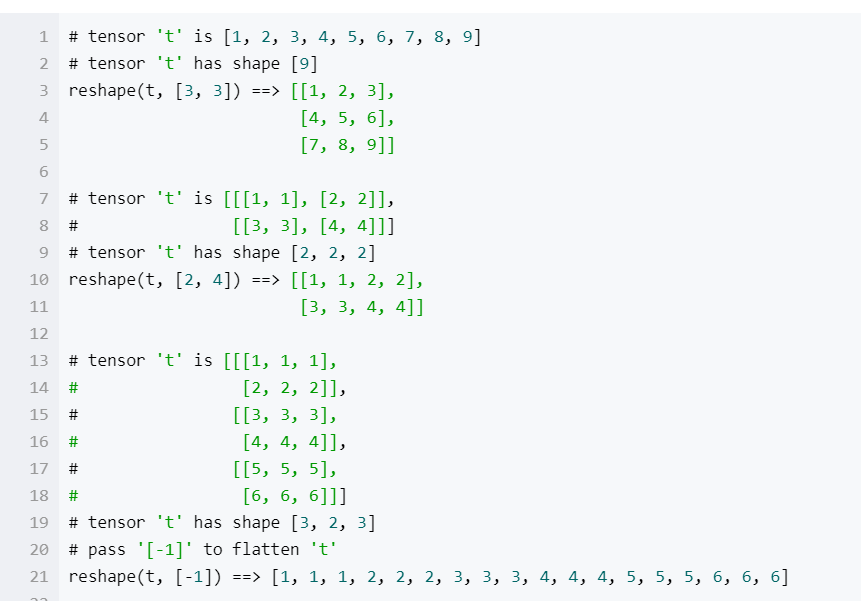 1 # tensor 't' is [1, 2, 3, 4, 5, 6, 7, 8, 9]
2 # tensor 't' has shape [9]
3 reshape(t, [3, 3]) ==> [[1, 2, 3],
4                         [4, 5, 6],
5                         [7, 8, 9]]
6
7 # tensor 't' is [[[1, 1], [2, 2]],
8 #                [[3, 3], [4, 4]]]
9 # tensor 't' has shape [2, 2, 2]
10 reshape(t, [2, 4]) ==> [[1, 1, 2, 2],
11                         [3, 3, 4, 4]]
12
13 # tensor 't' is [[[1, 1, 1],
14 #                 [2, 2, 2]],
15 #                [[3, 3, 3],
16 #                 [4, 4, 4]],
17 #                [[5, 5, 5],
18 #                 [6, 6, 6]]]
19 # tensor 't' has shape [3, 2, 3]
20 # pass '[-1]' to flatten 't'
21 reshape(t, [-1]) ==> [1, 1, 1, 2, 2, 2, 3, 3, 3, 4, 4, 4, 5, 5, 5, 6, 6, 6]